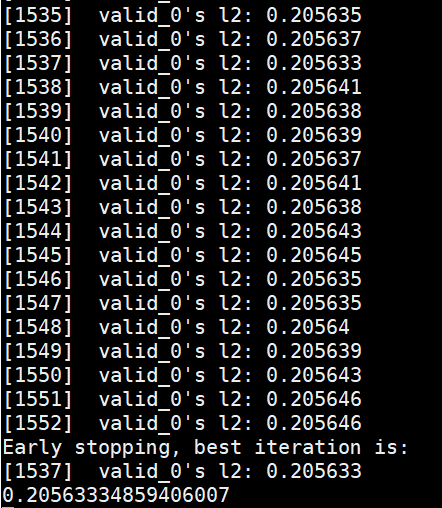 [1535]  valid_0's l2: 0.205635
[1536]  valid_0's l2: 0.205637
[1537]  valid_0's l2: 0.205633
[1538]  valid_0's l2: 0.205641
[1539]  valid_0's l2: 0.205638
[1540]  valid_0's l2: 0.205639
[1541]  valid_0's l2: 0.205637
[1542]  valid_0's l2: 0.205641
[1543]  valid_0's l2: 0.205638
[1544]  valid_0's l2: 0.205643
[1545]  valid_0's l2: 0.205645
[1546]  valid_0's l2: 0.205635
[1547]  valid_0's l2: 0.205635
[1548]  valid_0's l2: 0.20564
[1549]  valid_0's l2: 0.205639
[1550]  valid_0's l2: 0.205643
[1551]  valid_0's l2: 0.205646
[1552]  valid_0's l2: 0.205646
Early stopping, best iteration is:
[1537]  valid_0's l2: 0.205633
0.20563334859406007